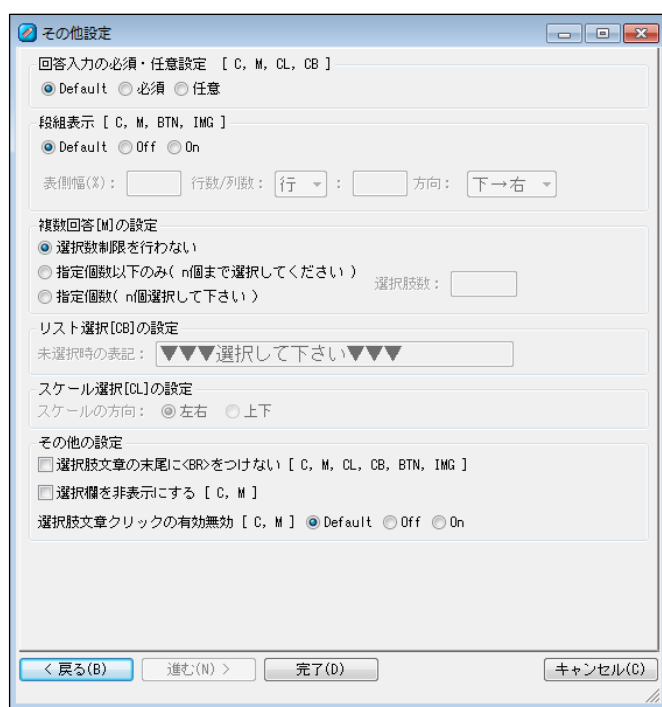 その他設定
回答入力の必須・任意設定 [ C, M, CL, CB ]
Default 必須 任意
段組表示 [ C, M, BTN, IMG ]
Default Off On
表側幅(%)： 行数/列数： 行 ： 方向： 下→右
複数回答[M]の設定
選択数制限を行わない
指定個数以下のみ( n個まで選択してください )
選択肢数：
指定個数( n個選択して下さい )
リスト選択[CB]の設定
未選択時の表記： ▼▼▼選択して下さい▼▼▼
スケール選択[CL]の設定
スケールの方向： 左右 上下
その他の設定
選択肢文章の末尾に<BR>をつけない [ C, M, CL, CB, BTN, IMG ]
選択欄を非表示にする [ C, M ]
選択肢文章クリックの有効無効 [ C, M ] Default Off On
< 戻る(B) 進む(N) > 完了(D) キャンセル(C)